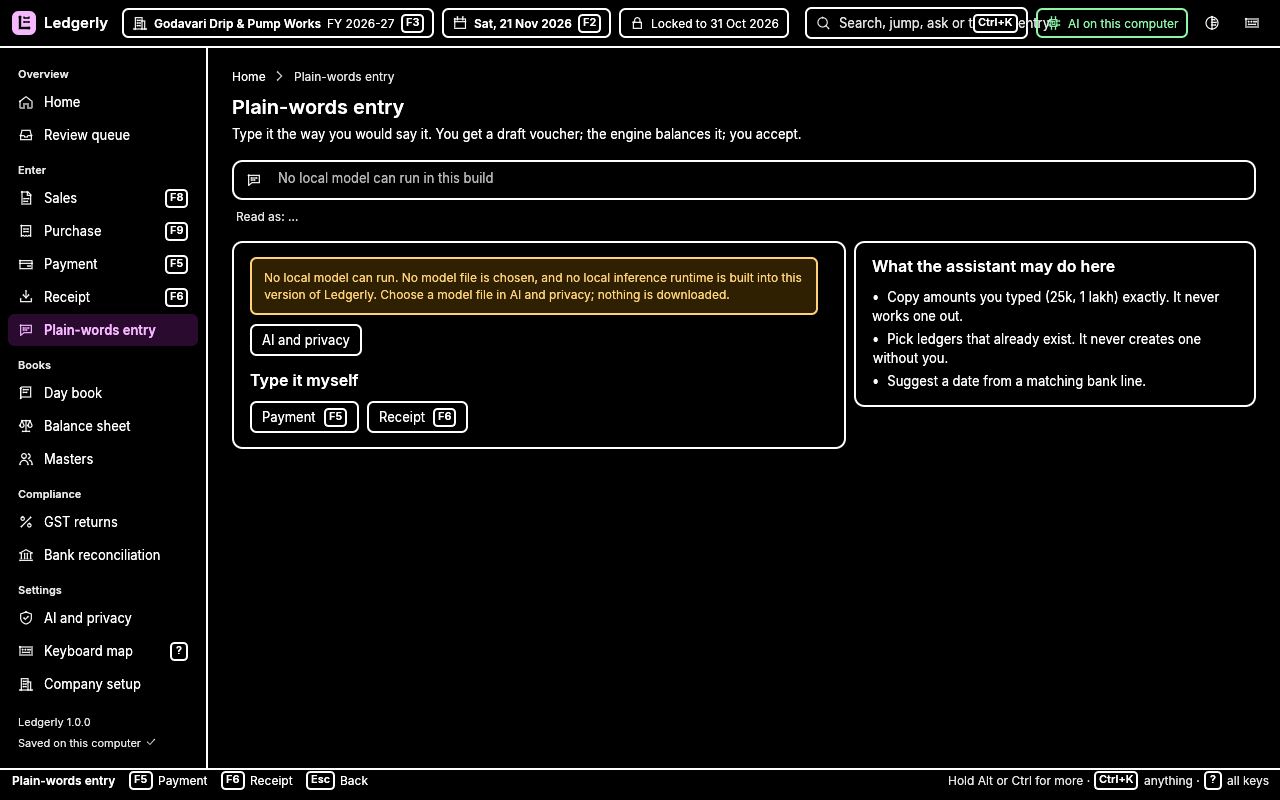 Ledgerly
Godavari Drip & Pump Works FY 2026-27 F3
Sat, 21 Nov 2026 F2
Locked to 31 Oct 2026
Search, jump, ask or t Ctrl+K entry
AI on this computer
Overview
Home
Review queue
Enter
Sales F8
Purchase F9
Payment F5
Receipt F6
Plain-words entry
Books
Day book
Balance sheet
Masters
Compliance
GST returns
Bank reconciliation
Settings
AI and privacy
Keyboard map ?
Company setup
Ledgerly 1.0.0
Saved on this computer
Home > Plain-words entry
Plain-words entry
Type it the way you would say it. You get a draft voucher; the engine balances it; you accept.
No local model can run in this build
Read as: ...
No local model can run. No model file is chosen, and no local inference runtime is built into this
version of Ledgerly. Choose a model file in AI and privacy; nothing is downloaded.
AI and privacy
Type it myself
Payment F5 Receipt F6
What the assistant may do here
• Copy amounts you typed (25k, 1 lakh) exactly. It never
works one out.
• Pick ledgers that already exist. It never creates one
without you.
• Suggest a date from a matching bank line.
Plain-words entry F5 Payment F6 Receipt Esc Back
Hold Alt or Ctrl for more · Ctrl+K anything · ? all keys